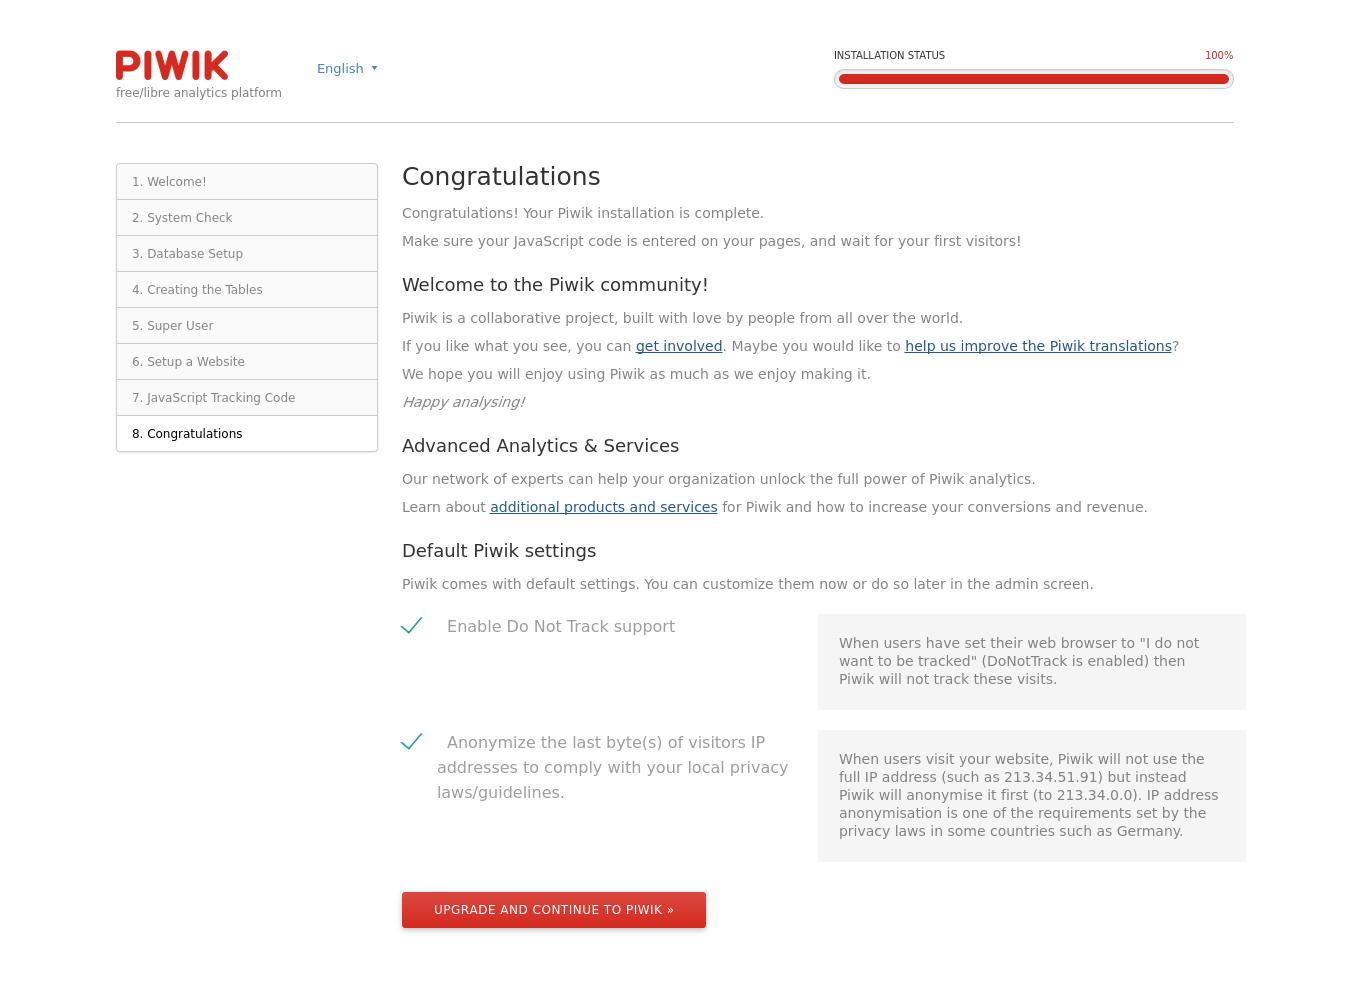 PIWIK
free/libre analytics platform
English
INSTALLATION STATUS 100%
1. Welcome!
2. System Check
3. Database Setup
4. Creating the Tables
5. Super User
6. Setup a Website
7. JavaScript Tracking Code
8. Congratulations
Congratulations
Congratulations! Your Piwik installation is complete.
Make sure your JavaScript code is entered on your pages, and wait for your first visitors!
Welcome to the Piwik community!
Piwik is a collaborative project, built with love by people from all over the world.
If you like what you see, you can get involved. Maybe you would like to help us improve the Piwik translations?
We hope you will enjoy using Piwik as much as we enjoy making it.
Happy analysing!
Advanced Analytics & Services
Our network of experts can help your organization unlock the full power of Piwik analytics.
Learn about additional products and services for Piwik and how to increase your conversions and revenue.
Default Piwik settings
Piwik comes with default settings. You can customize them now or do so later in the admin screen.
Enable Do Not Track support
When users have set their web browser to "I do not
want to be tracked" (DoNotTrack is enabled) then
Piwik will not track these visits.
Anonymize the last byte(s) of visitors IP
addresses to comply with your local privacy
laws/guidelines.
When users visit your website, Piwik will not use the
full IP address (such as 213.34.51.91) but instead
Piwik will anonymise it first (to 213.34.0.0). IP address
anonymisation is one of the requirements set by the
privacy laws in some countries such as Germany.
UPGRADE AND CONTINUE TO PIWIK »